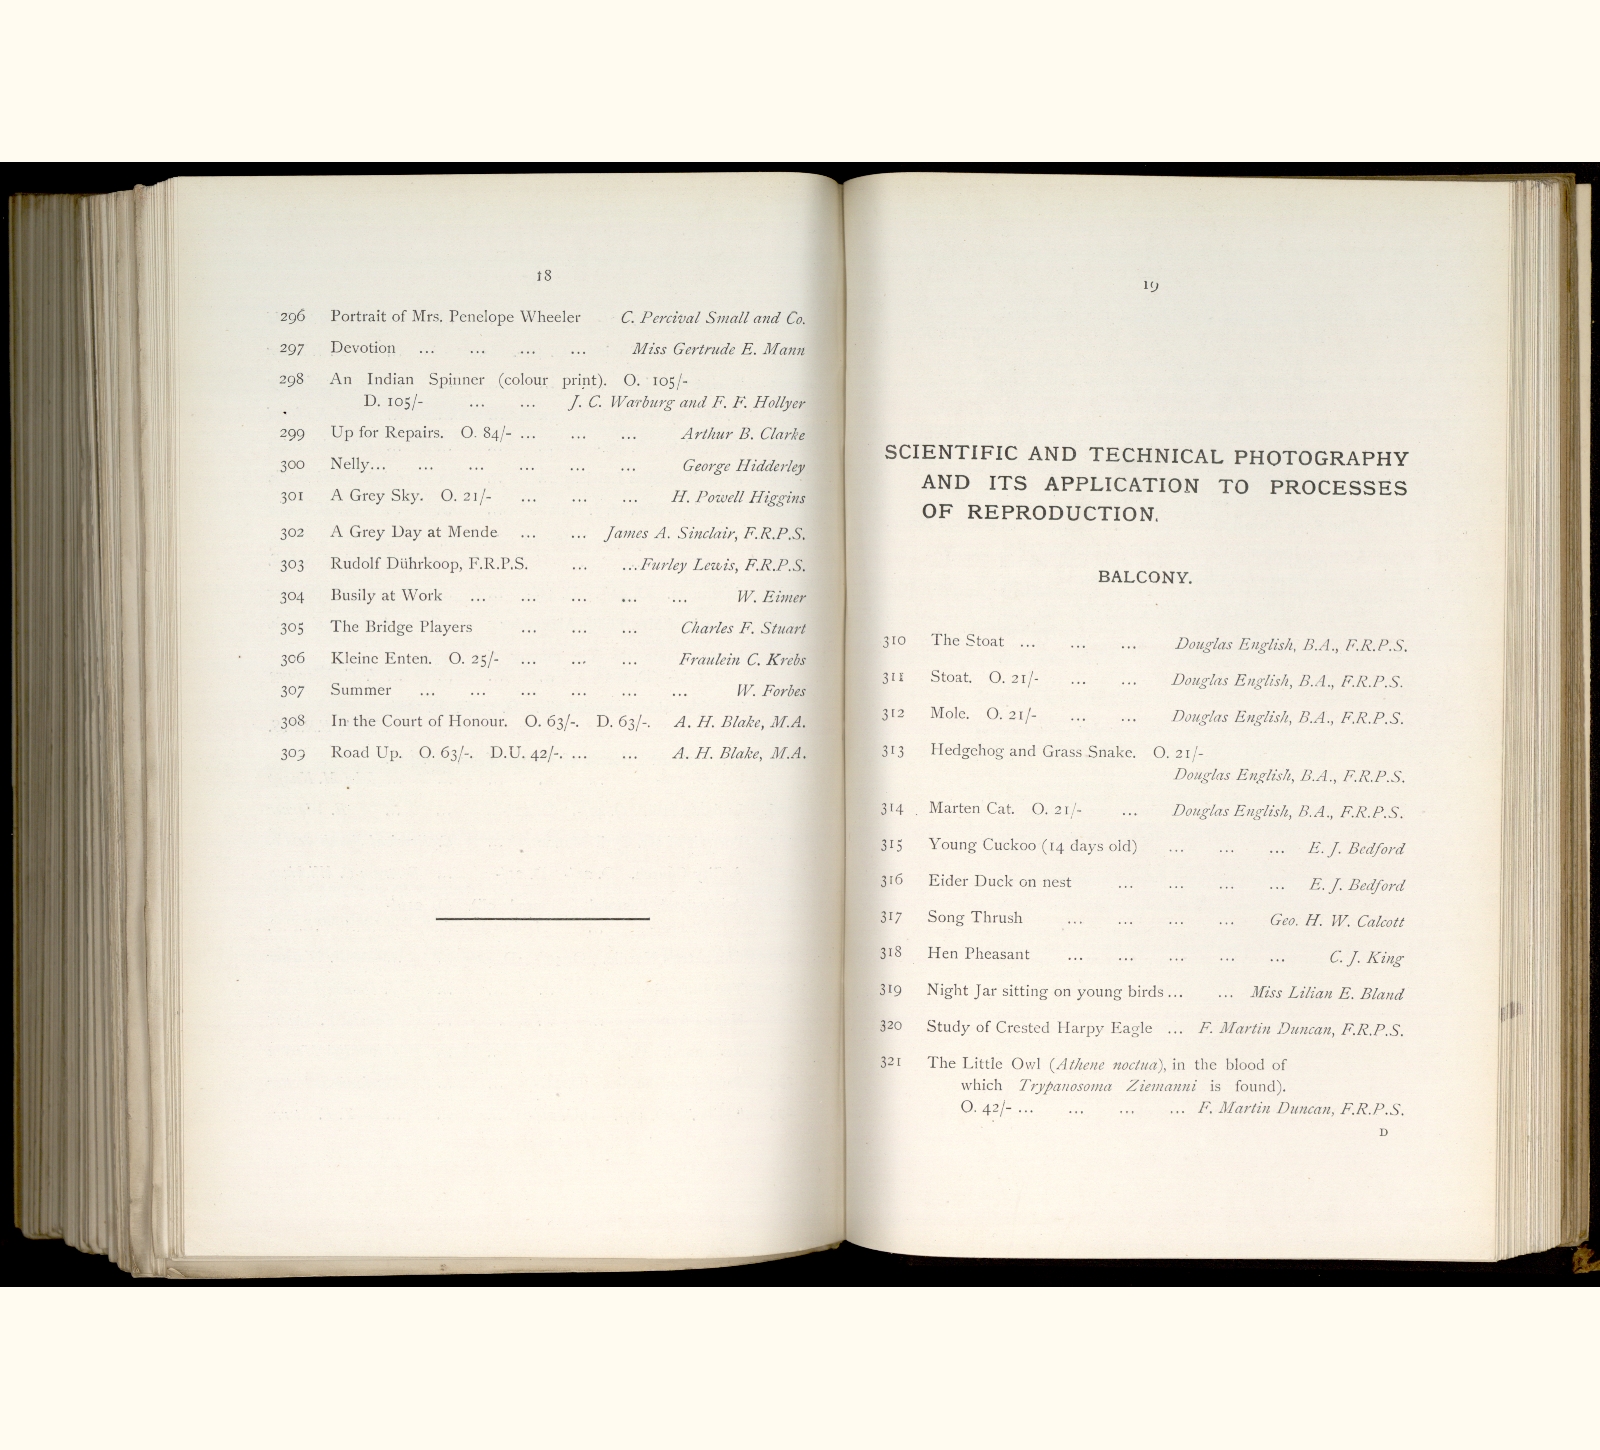 18
296 Portrait of Mrs. Penelope Wheeler C. Percival Small and Co.
297 Devotion ... ... ... ... Miss Gertrude E. Mann
298 An Indian Spinner (colour print). O. 105/-
D. 105/- ... ... J. C. Warburg and F. F. Hollyer
299 Up for Repairs. O. 84/- ... ... ... Arthur B. Clarke
300 Nelly... ... ... ... ... ... George Hidderley
301 A Grey Sky. O. 21/- ... ... ... H. Powell Higgins
302 A Grey Day at Mende ... ... James A. Sinclair, F.R.P.S.
303 Rudolf Dührkoop, F.R.P.S. ... ... Furley Lewis, F.R.P.S.
304 Busily at Work ... ... ... ... ... W. Eimer
305 The Bridge Players ... ... ... Charles F. Stuart
306 Kleine Enten. O. 25/- ... ... ... Fraulein C. Krebs
307 Summer ... ... ... ... ... ... W. Forbes
308 In the Court of Honour. O. 63/-. D. 63/-. A. H. Blake, M.A.
309 Road Up. O. 63/-. D.U. 42/-. ... ... A. H. Blake, M.A.
19
SCIENTIFIC AND TECHNICAL PHOTOGRAPHY
AND ITS APPLICATION TO PROCESSES
OF REPRODUCTION.
BALCONY.
310 The Stoat ... ... ... Douglas English, B.A., F.R.P.S.
311 Stoat. O. 21/- ... ... Douglas English, B.A., F.R.P.S.
312 Mole. O. 21/- ... ... Douglas English, B.A., F.R.P.S.
313 Hedgehog and Grass Snake. O. 21/-
Douglas English, B.A., F.R.P.S.
314 Marten Cat. O. 21/- ... Douglas English, B.A., F.R.P.S.
315 Young Cuckoo (14 days old) ... ... ... E. J. Bedford
316 Eider Duck on nest ... ... ... ... E. J. Bedford
317 Song Thrush ... ... ... ... Geo. H. W. Calcott
318 Hen Pheasant ... ... ... ... ... C. J. King
319 Night Jar sitting on young birds ... ... Miss Lilian E. Bland
320 Study of Crested Harpy Eagle ... F. Martin Duncan, F.R.P.S.
321 The Little Owl (Athene noctua), in the blood of
which Trypanosoma Ziemanni is found).
O. 42/- ... ... ... ... F. Martin Duncan, F.R.P.S.
D